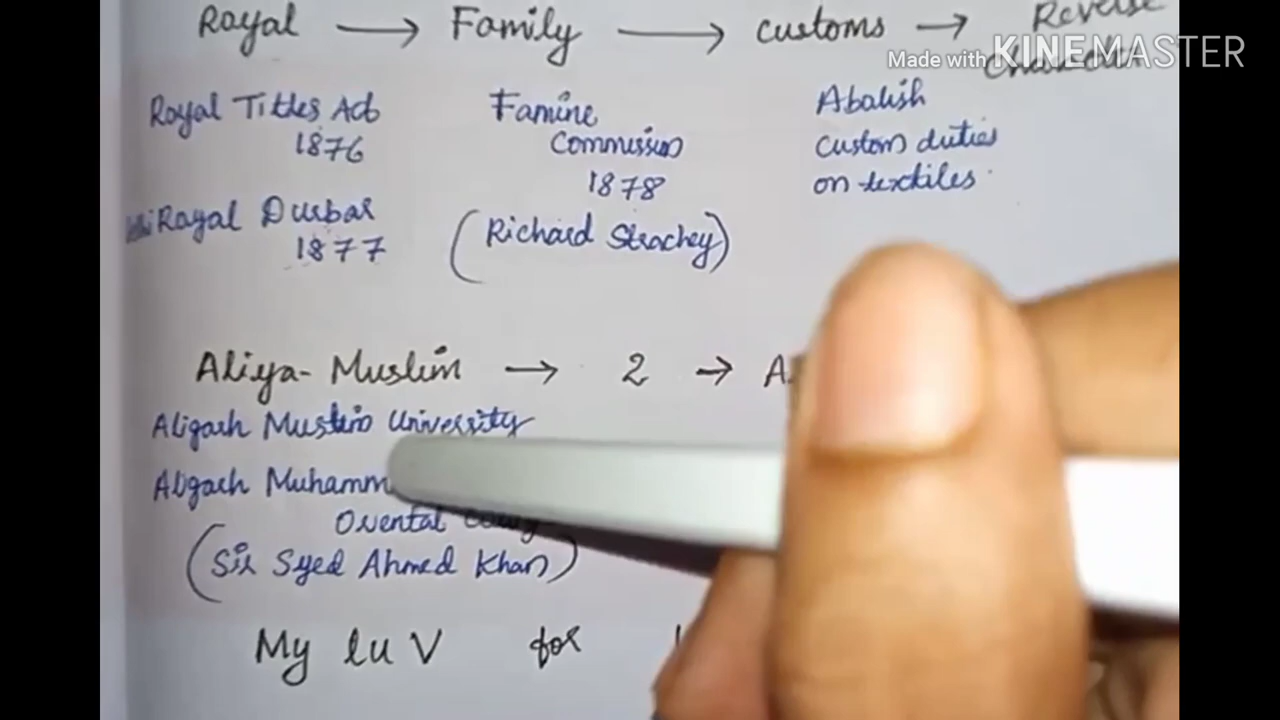 Royal → Family → customs → Reverse
Made with KINEMASTER
Royal Titles Act
1876
Famine
Commission
1878
(Richard Strachey)
Abolish
custom duties
on textiles
Royal Durbar
1877
Aliya- Muslim → 2 →
Aligarh Muslim University
Aligarh Muhamm
Oriental
(Sir Syed Ahmed Khan)
My luV for